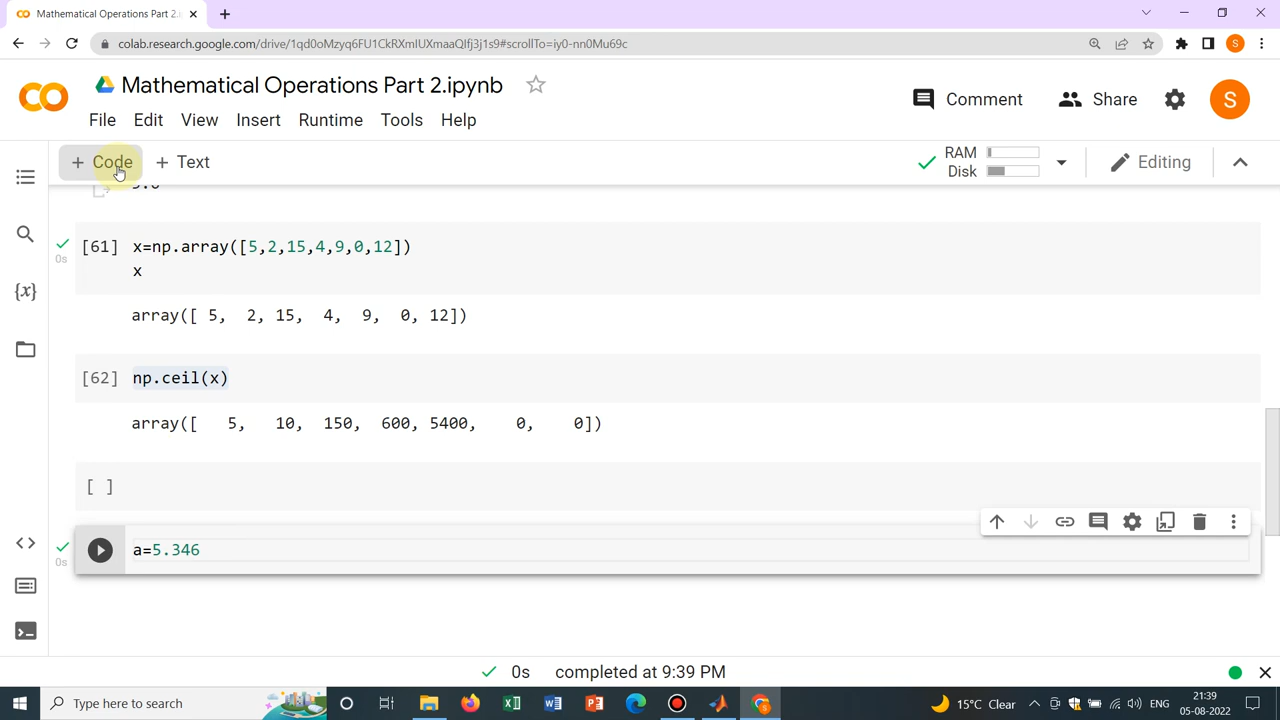 Mathematical Operations Part 2.i
colab.research.google.com/drive/1qd0oMzyq6FU1CkRXmIUXmaaQIfj3j1s9#scrollTo=iy0-nn0Mu69c
S
CO Mathematical Operations Part 2.ipynb
Comment
Share
S
File Edit View Insert Runtime Tools Help
+ Code + Text
RAM
Disk
Editing
[61] x=np.array([5,2,15,4,9,0,12])
0s
x
{x}
array([ 5, 2, 15, 4, 9, 0, 12])
[62] np.ceil(x)
array([ 5, 10, 150, 600, 5400, 0, 0])
[ ]
a=5.346
0s
0s completed at 9:39 PM
Type here to search
15°C Clear
ENG
21:39
05-08-2022